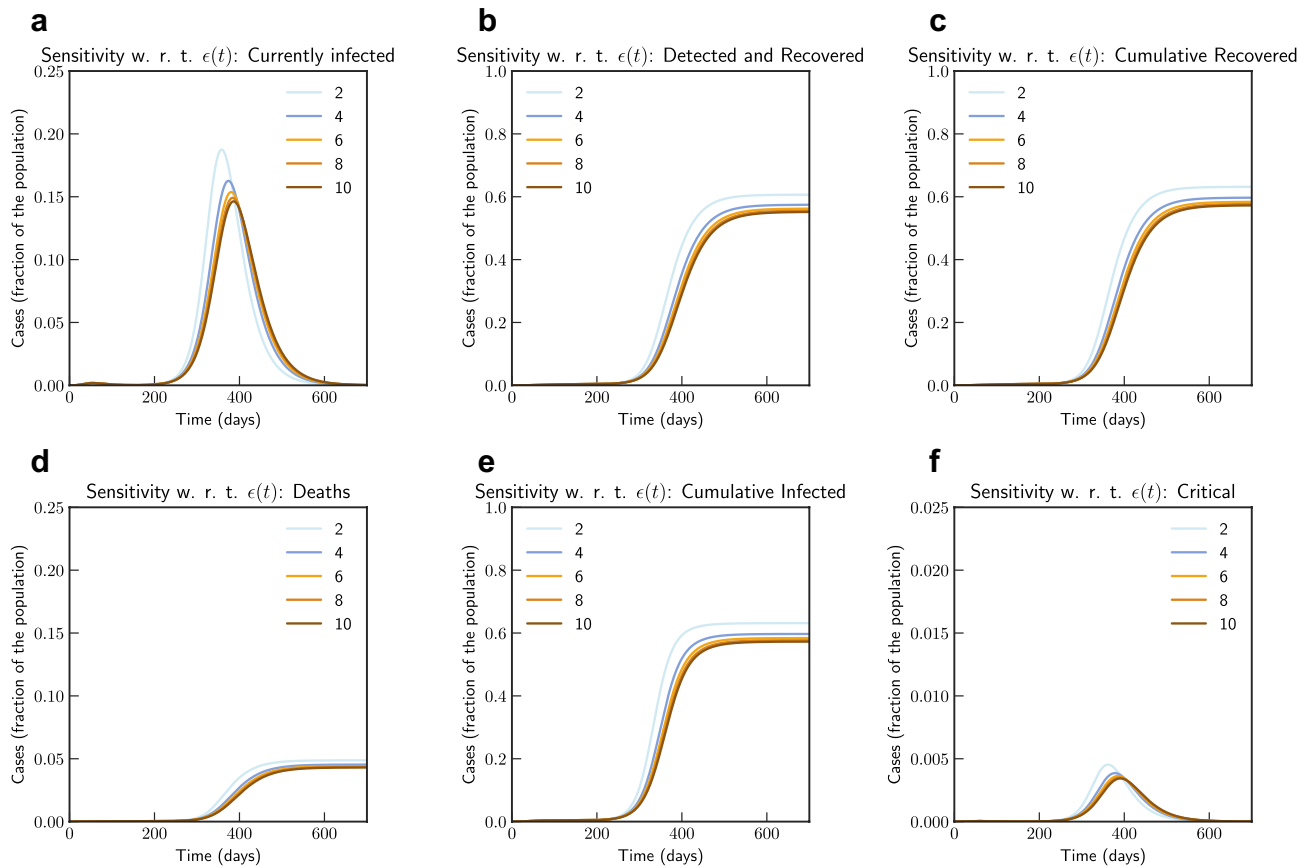 a
Sensitivity w. r. t. ϵ(t): Currently infected
Cases (fraction of the population)
0.25
0.20
0.15
0.10
0.05
0.00
2
4
6
8
10
0 200 400 600
Time (days)
b
Sensitivity w. r. t. ϵ(t): Detected and Recovered
Cases (fraction of the population)
1.0
0.8
0.6
0.4
0.2
0.0
2
4
6
8
10
0 200 400 600
Time (days)
c
Sensitivity w. r. t. ϵ(t): Cumulative Recovered
Cases (fraction of the population)
1.0
0.8
0.6
0.4
0.2
0.0
2
4
6
8
10
0 200 400 600
Time (days)
d
Sensitivity w. r. t. ϵ(t): Deaths
Cases (fraction of the population)
0.25
0.20
0.15
0.10
0.05
0.00
2
4
6
8
10
0 200 400 600
Time (days)
e
Sensitivity w. r. t. ϵ(t): Cumulative Infected
Cases (fraction of the population)
1.0
0.8
0.6
0.4
0.2
0.0
2
4
6
8
10
0 200 400 600
Time (days)
f
Sensitivity w. r. t. ϵ(t): Critical
Cases (fraction of the population)
0.025
0.020
0.015
0.010
0.005
0.000
2
4
6
8
10
0 200 400 600
Time (days)